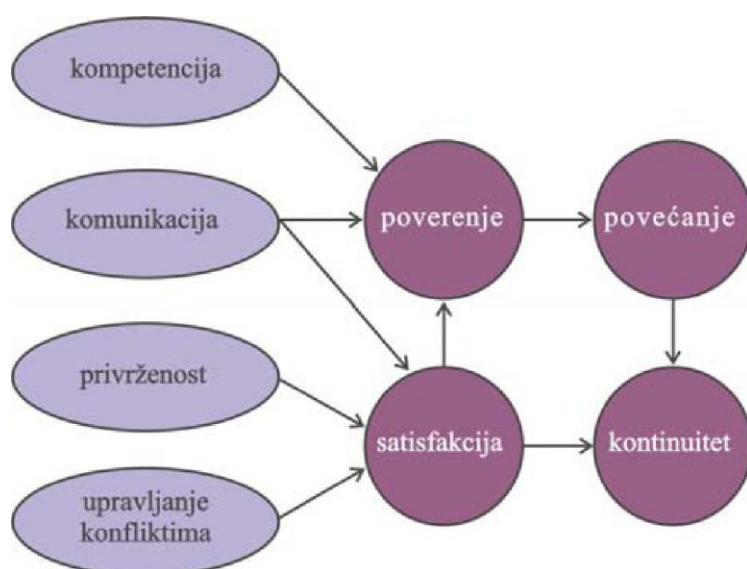 kompetencija
komunikacija
poverenje
povećanje
privrženost
satisfakcija
kontinuitet
upravljanje
konfliktima